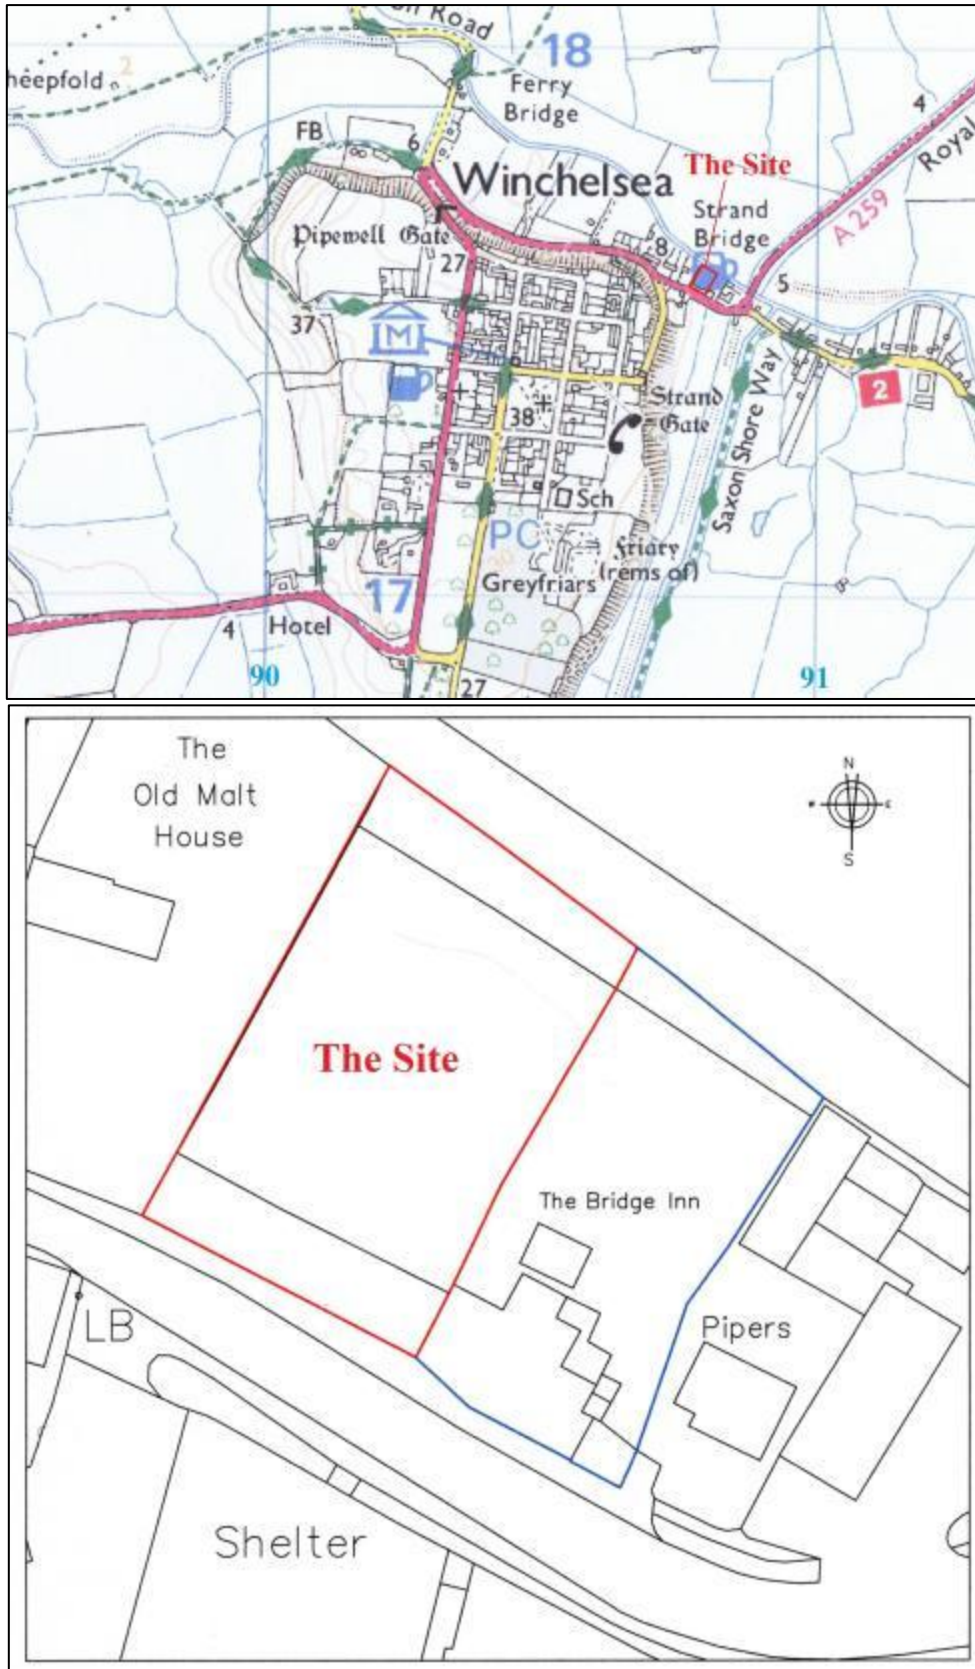 Road
18
2
heepfold
Ferry
Bridge
4
FB
6
Royal
Winchelsea
The Site
Strand
Bridge
A 259
Pipewell Gate
8
27
5
37
M
2
Strand
Gate
38
Saxon Shore Way
Sch
PC
Friary
(rems of)
Greyfriars
17
4
Hotel
90
27
91
The
Old Malt
House
N
E
S
The Site
The Bridge Inn
LB
Pipers
Shelter